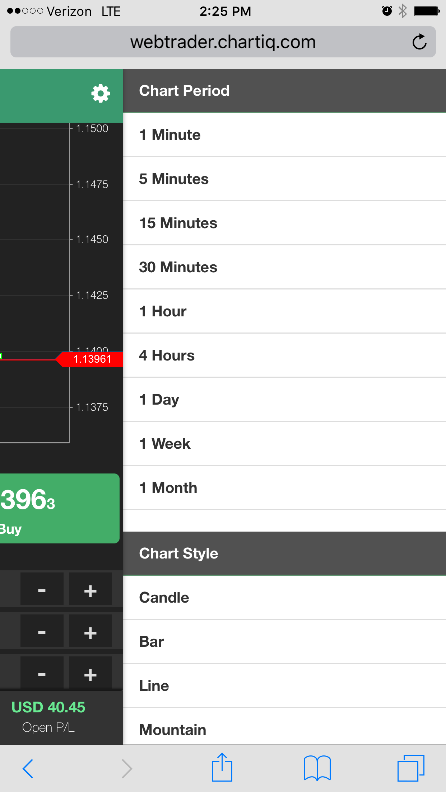 Verizon LTE 2:25 PM
webtrader.chartiq.com
Chart Period
1 Minute
5 Minutes
15 Minutes
30 Minutes
1 Hour
4 Hours
1 Day
1 Week
1 Month
Chart Style
Candle
Bar
Line
Mountain
1.1500
1.1475
1.1450
1.1425
1.1400
1.13961
1.1375
3963
Buy
- +
- +
- +
USD 40.45
Open P/L